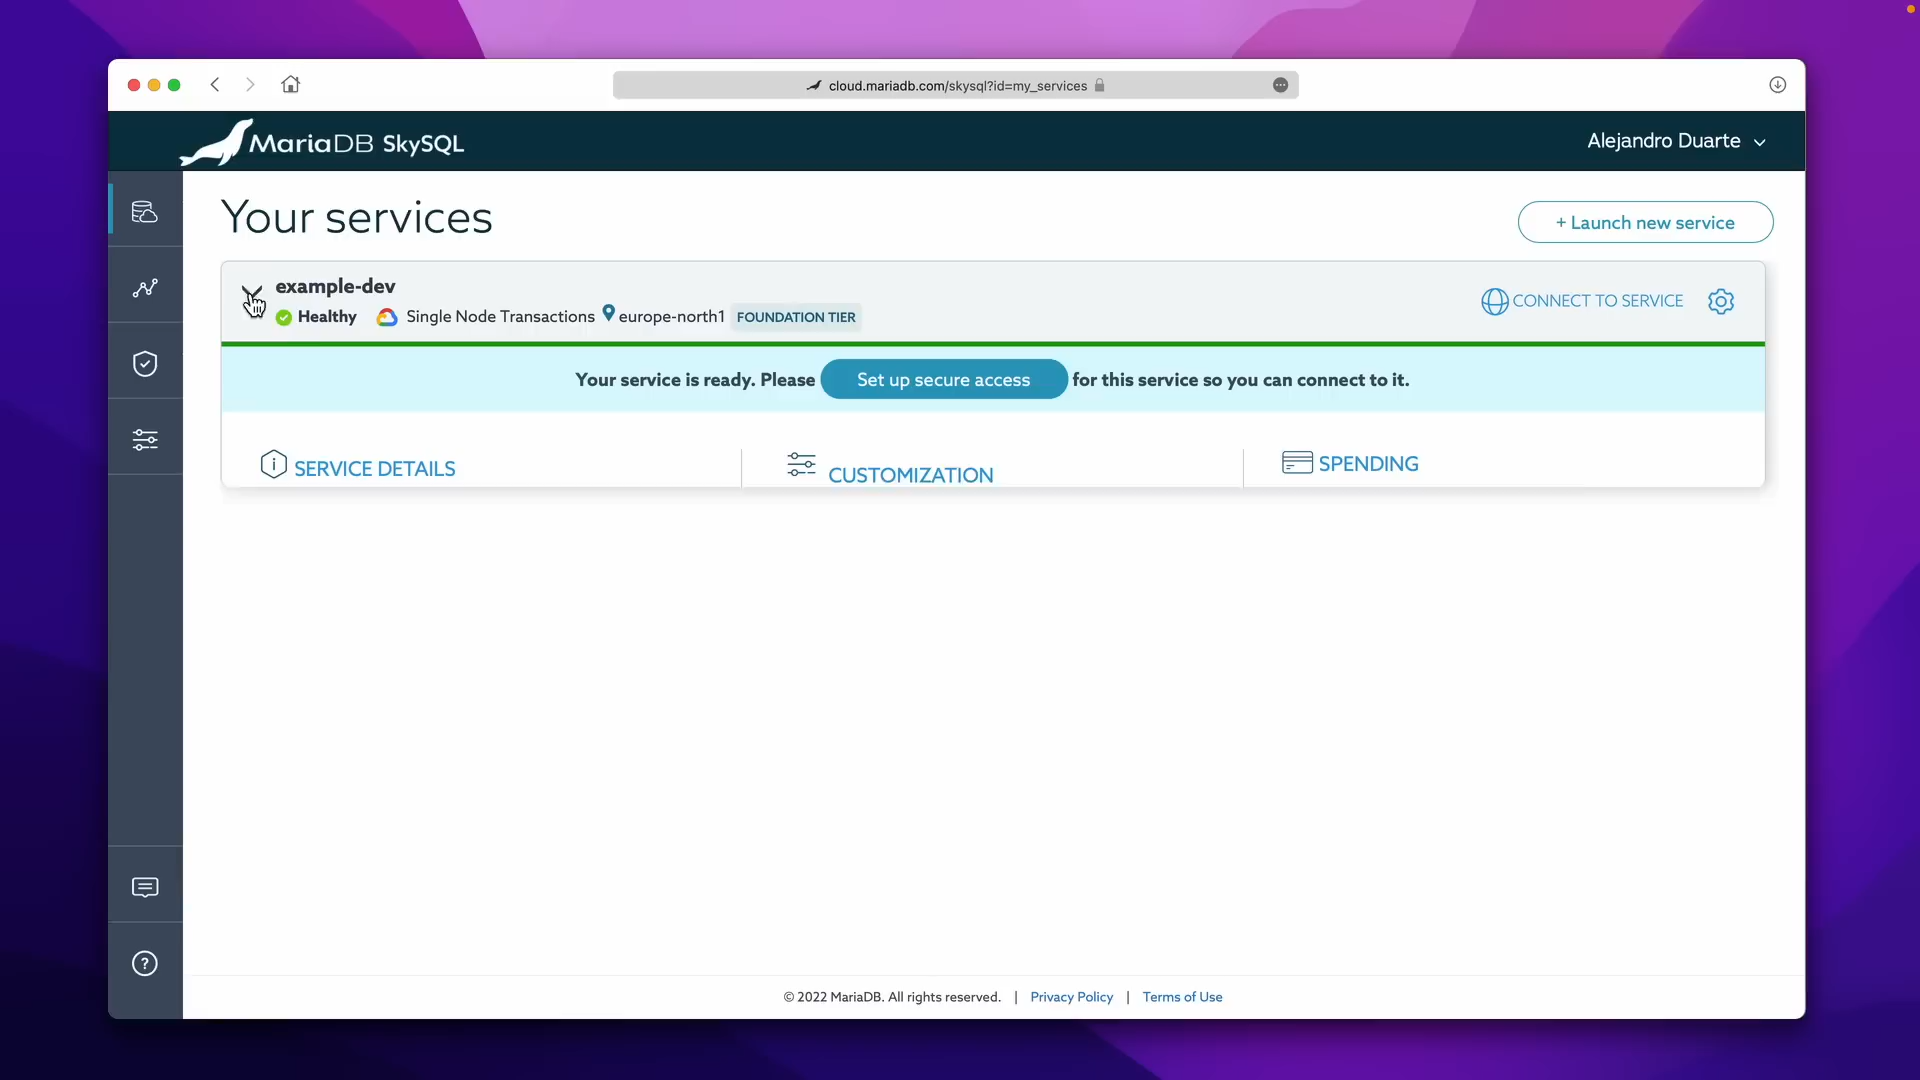 cloud.mariadb.com/skysql?id=my_services
MariaDB SkySQL
Alejandro Duarte
Your services
+ Launch new service
example-dev
Healthy Single Node Transactions europe-north1 FOUNDATION TIER
CONNECT TO SERVICE
Your service is ready. Please Set up secure access for this service so you can connect to it.
SERVICE DETAILS
CUSTOMIZATION
SPENDING
© 2022 MariaDB. All rights reserved. | Privacy Policy | Terms of Use